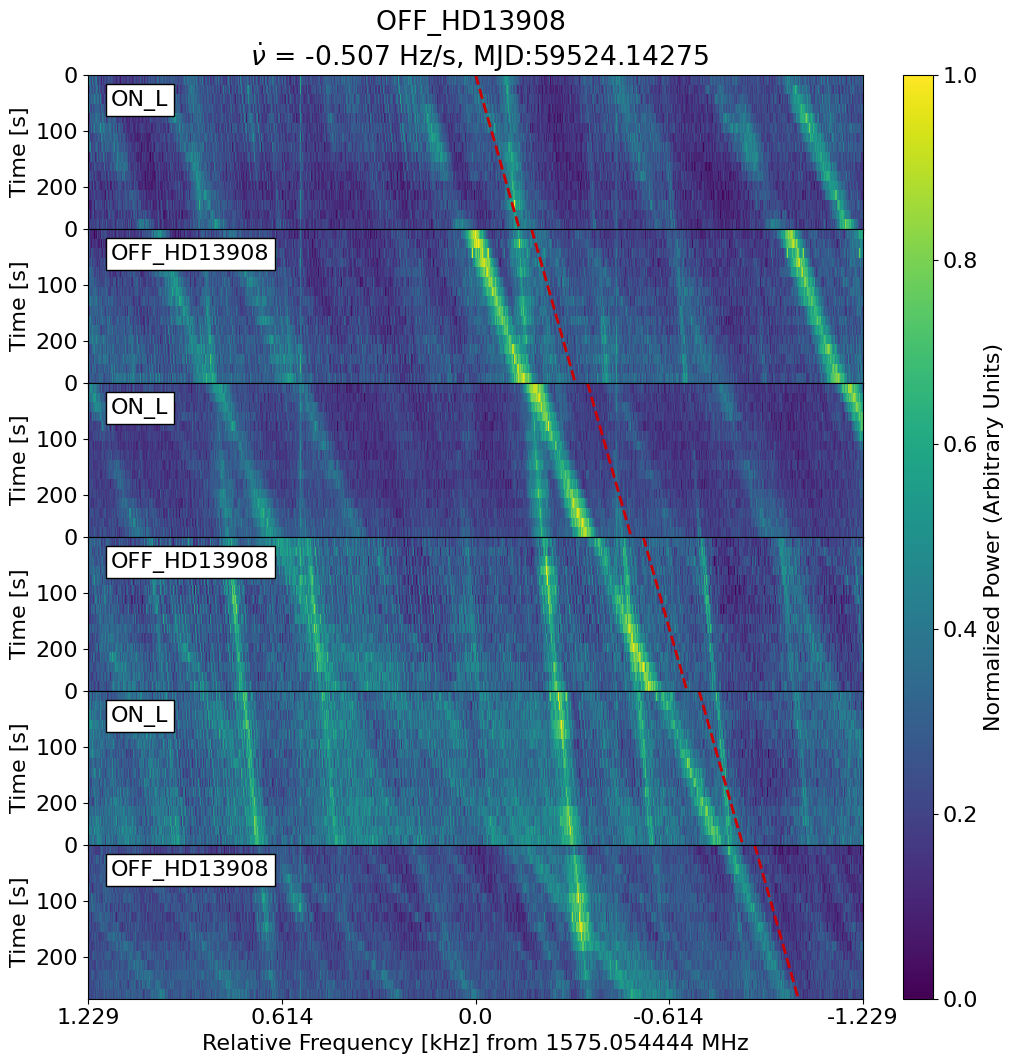 OFF_HD13908
ν̇ = -0.507 Hz/s, MJD:59524.14275
ON_L
OFF_HD13908
ON_L
OFF_HD13908
ON_L
OFF_HD13908
Time [s]
0
100
200
Time [s]
0
100
200
Time [s]
0
100
200
Time [s]
0
100
200
Time [s]
0
100
200
Time [s]
0
100
200
1.229 0.614 0.0 -0.614 -1.229
Relative Frequency [kHz] from 1575.054444 MHz
1.0
0.8
0.6
0.4
0.2
0.0
Normalized Power (Arbitrary Units)